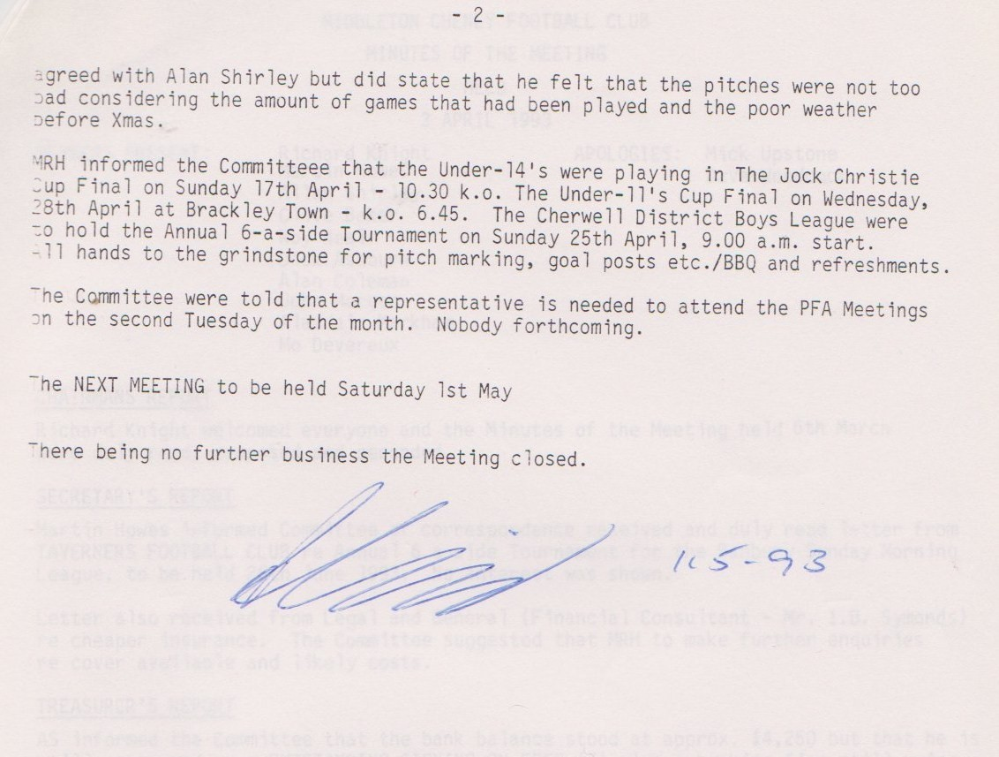 - 2 -
agreed with Alan Shirley but did state that he felt that the pitches were not too
bad considering the amount of games that had been played and the poor weather
before Xmas.
MRH informed the Committeee that the Under-14's were playing in The Jock Christie
Cup Final on Sunday 17th April - 10.30 k.o. The Under-11's Cup Final on Wednesday,
28th April at Brackley Town - k.o. 6.45. The Cherwell District Boys League were
to hold the Annual 6-a-side Tournament on Sunday 25th April, 9.00 a.m. start.
All hands to the grindstone for pitch marking, goal posts etc./BBQ and refreshments.
The Committee were told that a representative is needed to attend the PFA Meetings
on the second Tuesday of the month. Nobody forthcoming.
The NEXT MEETING to be held Saturday 1st May
There being no further business the Meeting closed.
1.5-93